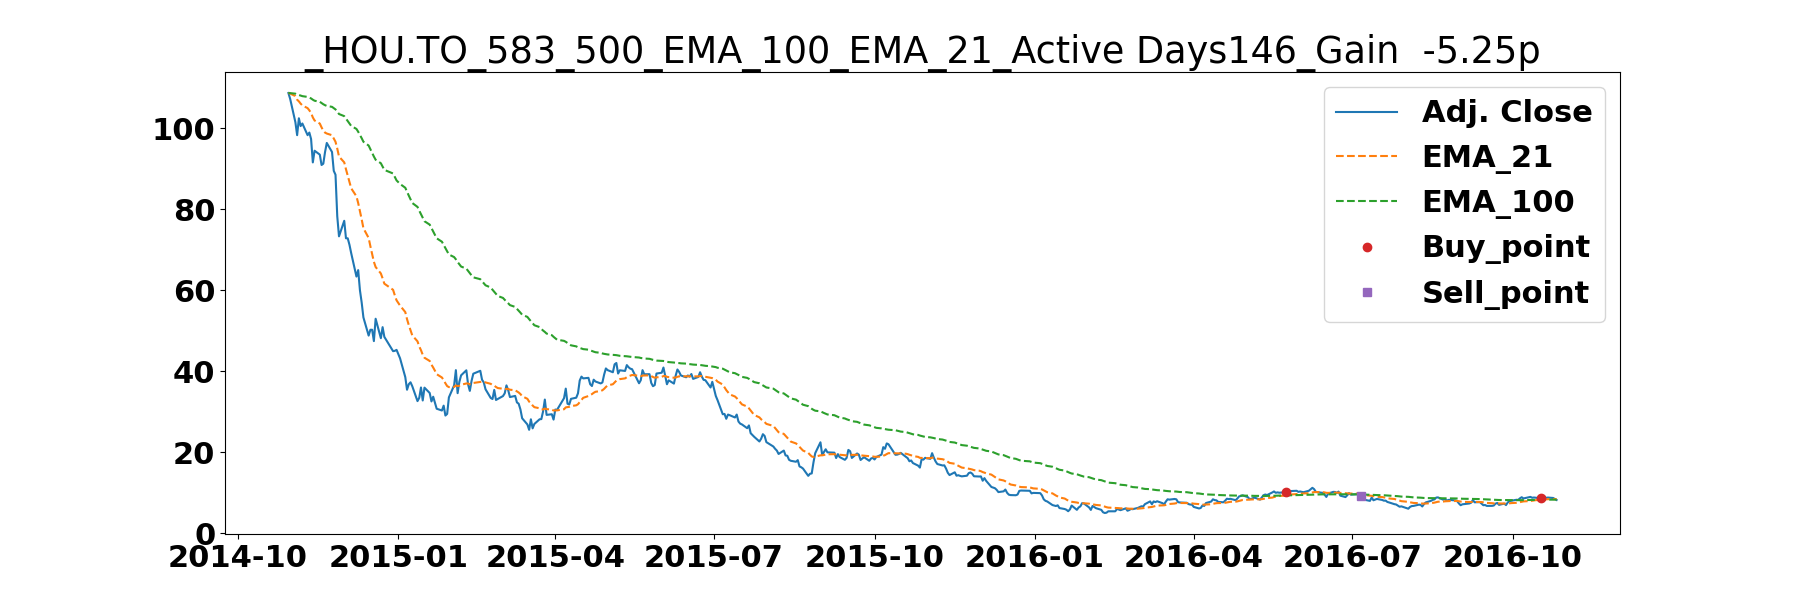 _HOU.TO_583_500_EMA_100_EMA_21_Active Days146_Gain  -5.25p
Adj. Close
EMA_21
EMA_100
Buy_point
Sell_point
100
80
60
40
20
0
2014-10 2015-01 2015-04 2015-07 2015-10 2016-01 2016-04 2016-07 2016-10